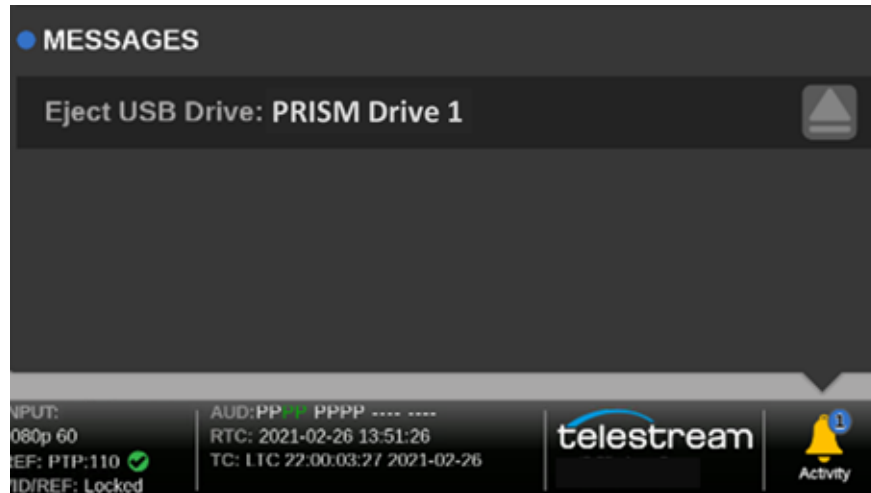 MESSAGES
Eject USB Drive: PRISM Drive 1
NPUT:
080p 60
EF: PTP:110
/ID/REF: Locked
AUD:PPPP PPPP ---- ----
RTC: 2021-02-26 13:51:26
TC: LTC 22:00:03:27 2021-02-26
telestream
1
Activity